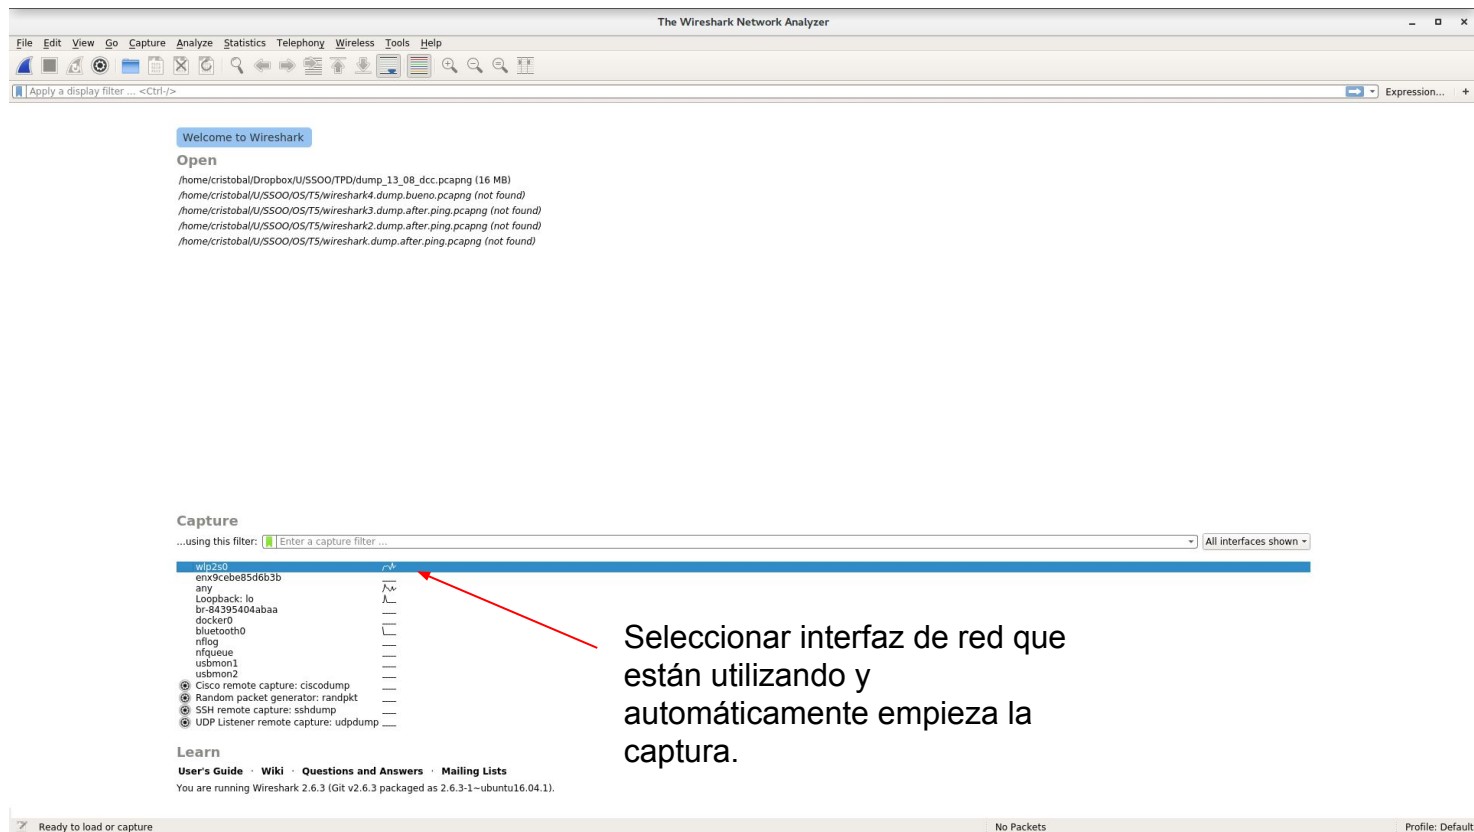 The Wireshark Network Analyzer
File Edit View Go Capture Analyze Statistics Telephony Wireless Tools Help
Apply a display filter ... <Ctrl-/>
Expression... +
Welcome to Wireshark
Open
/home/cristobal/Dropbox/U/SSOO/TPD/dump_13_08_dcc.pcapng (16 MB)
/home/cristobal/U/SSOO/OS/T5/wireshark4.dump.bueno.pcapng (not found)
/home/cristobal/U/SSOO/OS/T5/wireshark3.dump.after.ping.pcapng (not found)
/home/cristobal/U/SSOO/OS/T5/wireshark2.dump.after.ping.pcapng (not found)
/home/cristobal/U/SSOO/OS/T5/wireshark.dump.after.ping.pcapng (not found)
Capture
...using this filter: Enter a capture filter ... All interfaces shown
wlp2s0
enx9cebe85d6b3b
any
Loopback: lo
br-84395404abaa
docker0
bluetooth0
nflog
nfqueue
usbmon1
usbmon2
Cisco remote capture: ciscodump
Random packet generator: randpkt
SSH remote capture: sshdump
UDP Listener remote capture: udpdump
Seleccionar interfaz de red que
están utilizando y
automáticamente empieza la
captura.
Learn
User's Guide · Wiki · Questions and Answers · Mailing Lists
You are running Wireshark 2.6.3 (Git v2.6.3 packaged as 2.6.3-1~ubuntu16.04.1).
Ready to load or capture
No Packets
Profile: Default